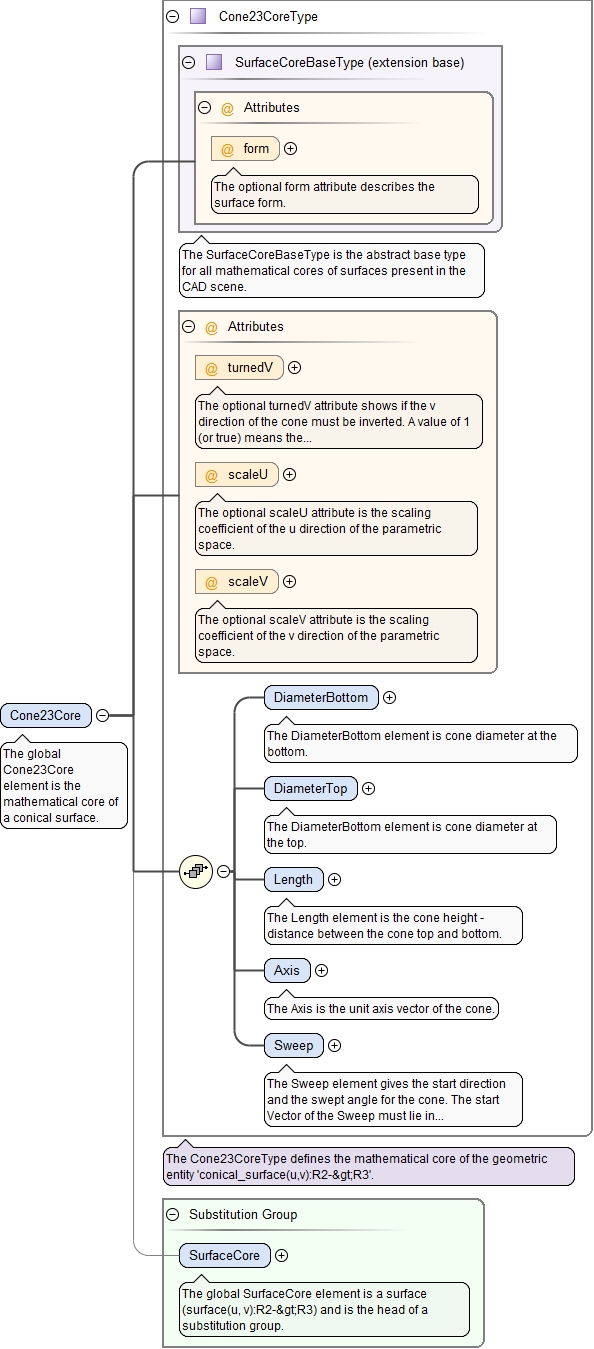 Cone23CoreType
SurfaceCoreBaseType (extension base)
@ Attributes
@ form
The optional form attribute describes the
surface form.
The SurfaceCoreBaseType is the abstract base type
for all mathematical cores of surfaces present in the
CAD scene.
@ Attributes
@ turnedV
The optional turnedV attribute shows if the v
direction of the cone must be inverted. A value of 1
(or true) means the...
@ scaleU
The optional scaleU attribute is the scaling
coefficient of the u direction of the parametric
space.
@ scaleV
The optional scaleV attribute is the scaling
coefficient of the v direction of the parametric
space.
Cone23Core
The global
Cone23Core
element is the
mathematical core of
a conical surface.
DiameterBottom
The DiameterBottom element is cone diameter at the
bottom.
DiameterTop
The DiameterBottom element is cone diameter at
the top.
Length
The Length element is the cone height -
distance between the cone top and bottom.
Axis
The Axis is the unit axis vector of the cone.
Sweep
The Sweep element gives the start direction
and the swept angle for the cone. The start
Vector of the Sweep must lie in...
The Cone23CoreType defines the mathematical core of the geometric
entity 'conical_surface(u,v):R2-&gt;R3'.
Substitution Group
SurfaceCore
The global SurfaceCore element is a surface
(surface(u, v):R2-&gt;R3) and is the head of a
substitution group.